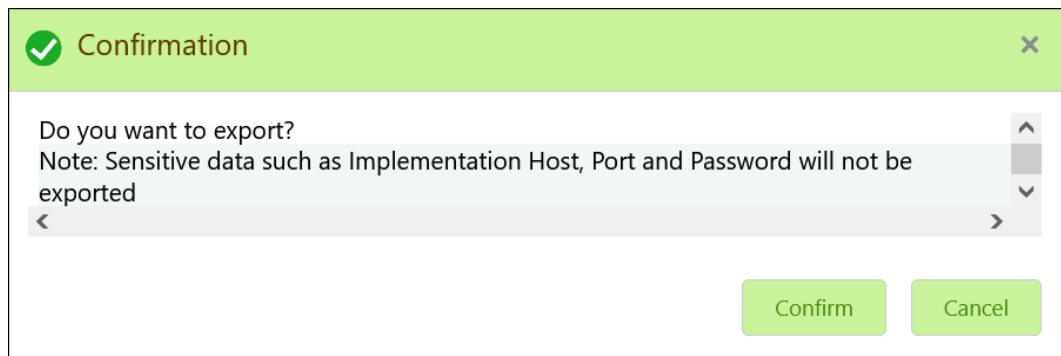 Confirmation
Do you want to export?
Note: Sensitive data such as Implementation Host, Port and Password will not be
exported
Confirm
Cancel